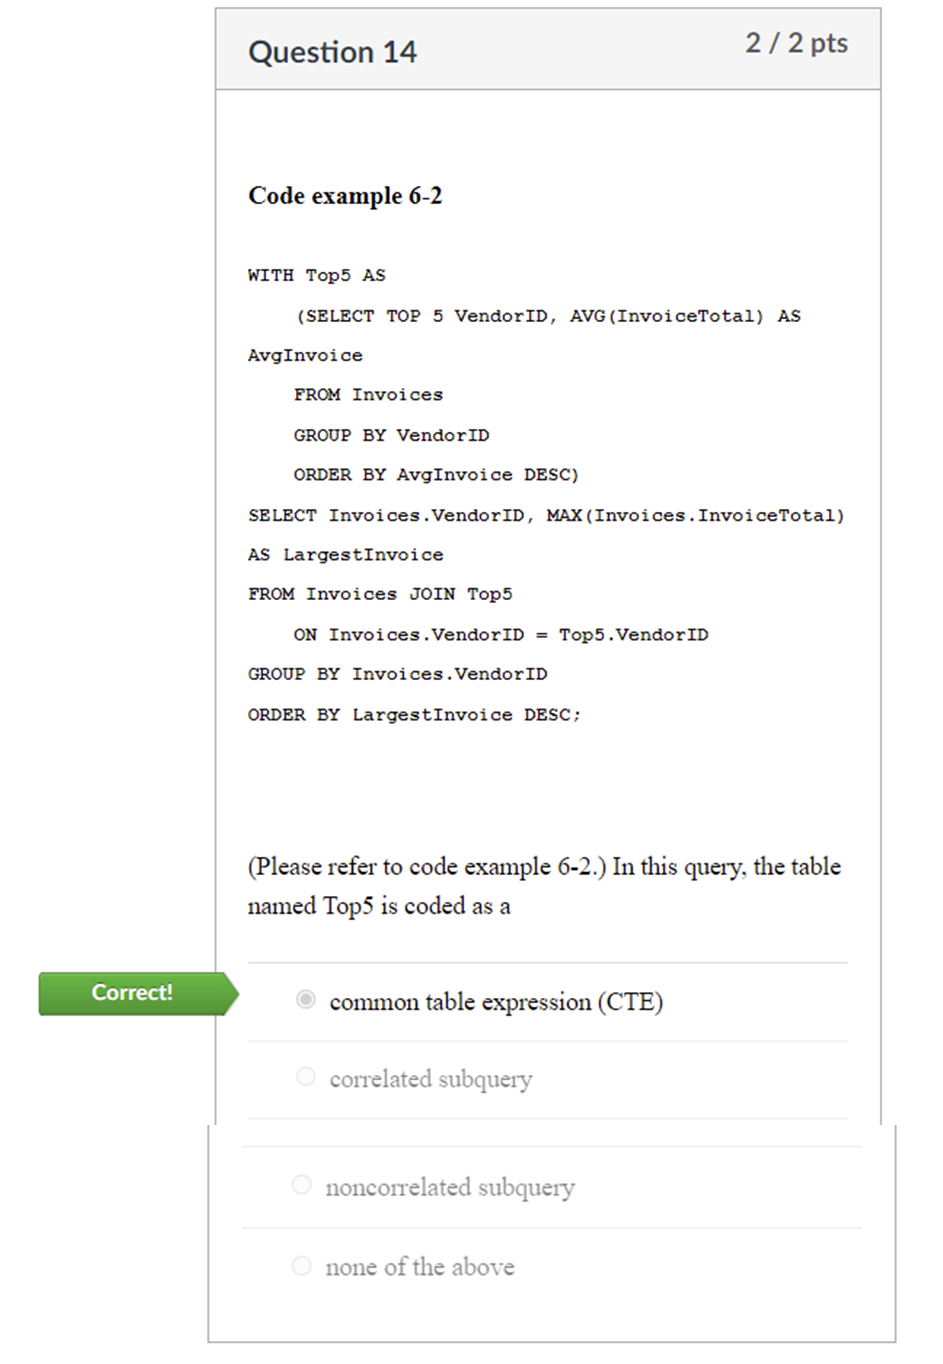 Question 14
2 / 2 pts
Code example 6-2
WITH Top5 AS
(SELECT TOP 5 VendorID, AVG(InvoiceTotal) AS
AvgInvoice
FROM Invoices
GROUP BY VendorID
ORDER BY AvgInvoice DESC)
SELECT Invoices.VendorID, MAX(Invoices.InvoiceTotal)
AS LargestInvoice
FROM Invoices JOIN Top5
ON Invoices.VendorID = Top5.VendorID
GROUP BY Invoices.VendorID
ORDER BY LargestInvoice DESC;
(Please refer to code example 6-2.) In this query, the table
named Top5 is coded as a
Correct!
common table expression (CTE)
correlated subquery
noncorrelated subquery
none of the above